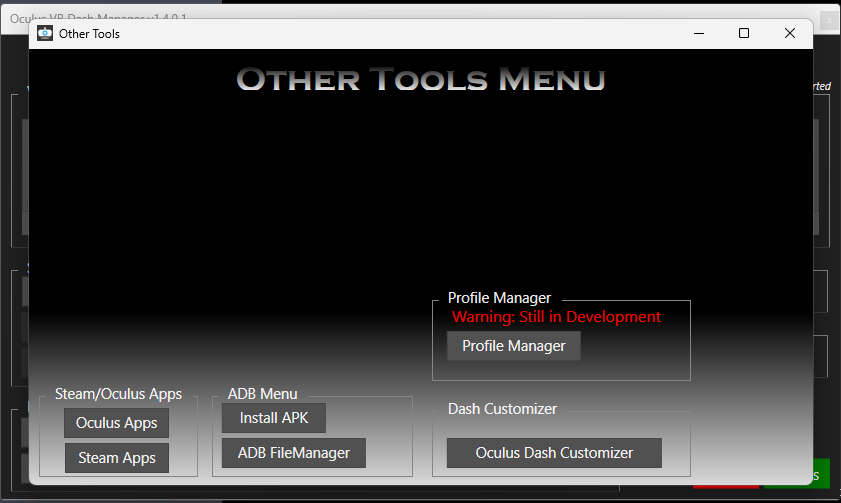 Oculus VR Dash Manager v1.4.0.1
Other Tools
OTHER TOOLS MENU
Profile Manager
Warning: Still in Development
Profile Manager
Steam/Oculus Apps
Oculus Apps
Steam Apps
ADB Menu
Install APK
ADB FileManager
Dash Customizer
Oculus Dash Customizer